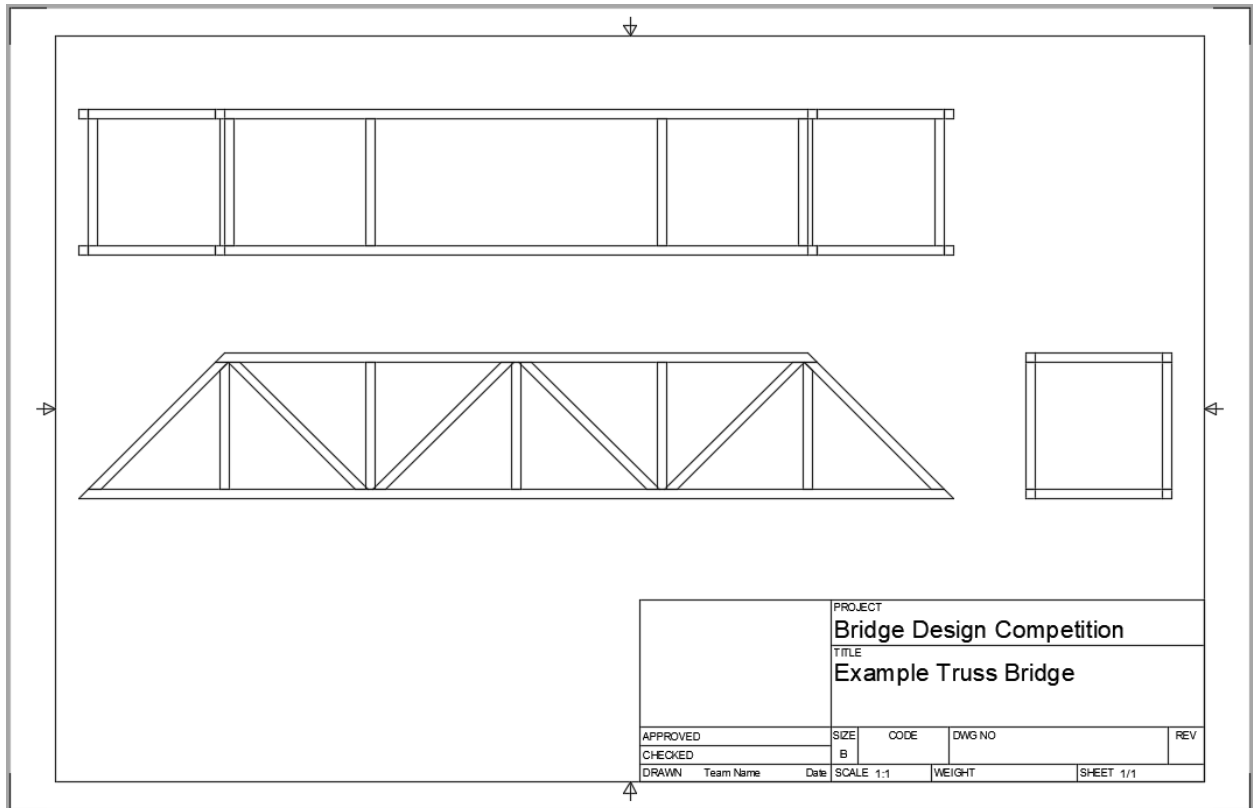 PROJECT
Bridge Design Competition
TITLE
Example Truss Bridge
APPROVED
CHECKED
DRAWN Team Name Date
SIZE CODE DWG NO REV
B
SCALE 1:1 WEIGHT SHEET 1/1